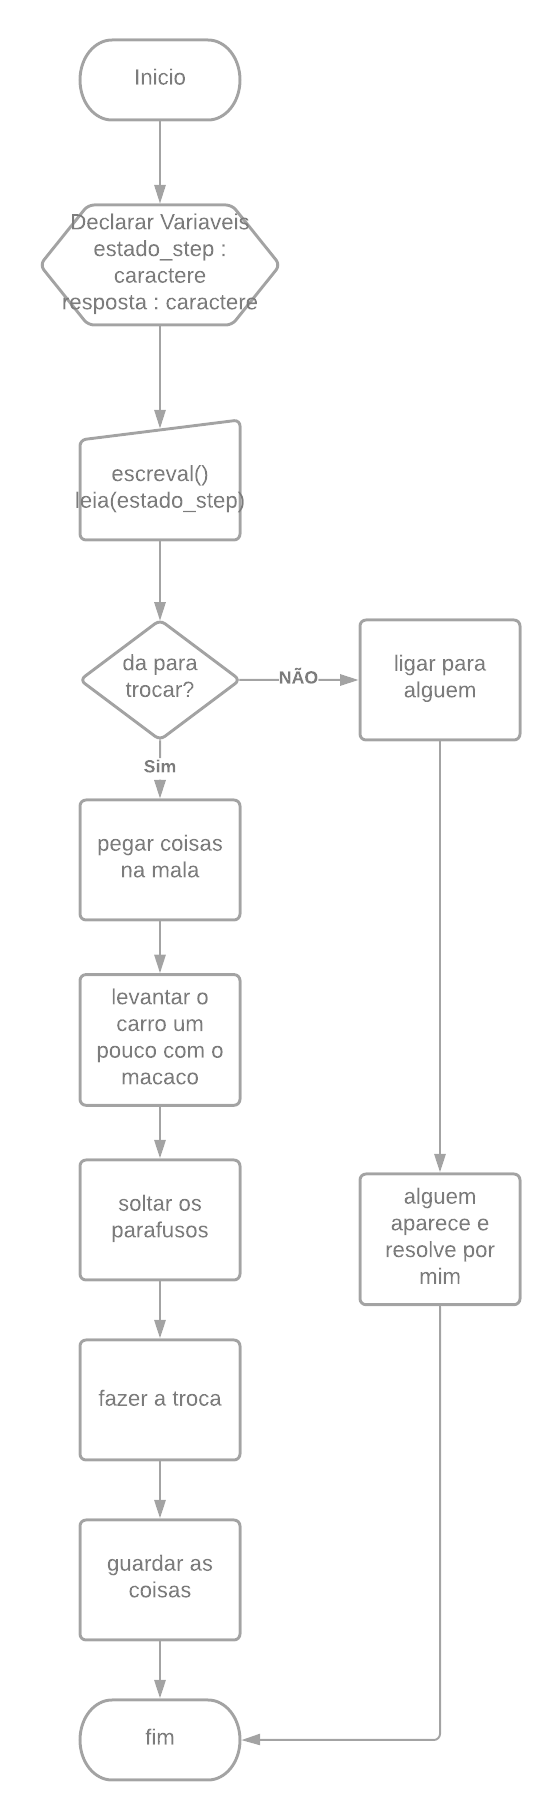 Inicio
Declarar Variaveis
estado_step :
caractere
resposta : caractere
escreval()
leia(estado_step)
da para
trocar?
NÃO
ligar para
alguem
Sim
pegar coisas
na mala
levantar o
carro um
pouco com o
macaco
soltar os
parafusos
alguem
aparece e
resolve por
mim
fazer a troca
guardar as
coisas
fim